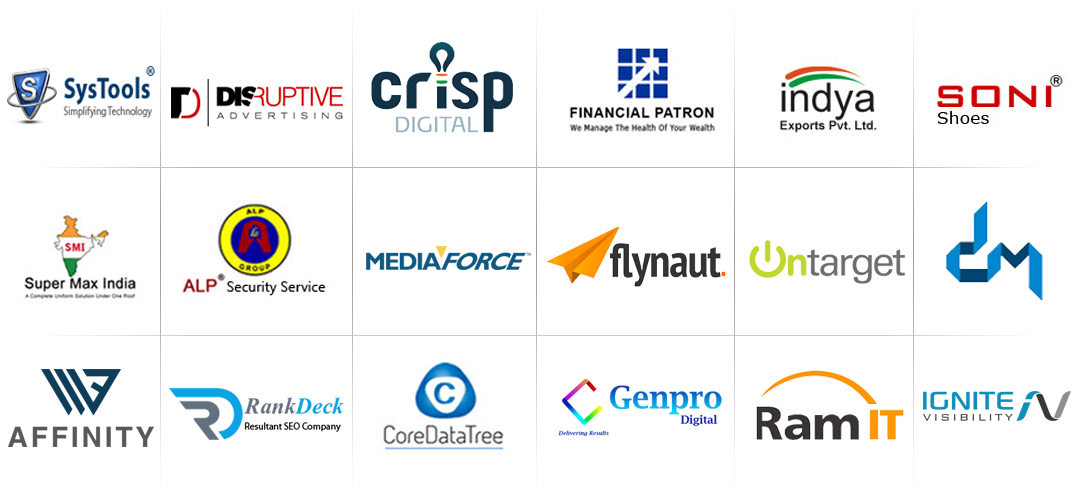 SysTools®
Simplifying Technology
DISRUPTIVE
ADVERTISING
crisp
DIGITAL
FINANCIAL PATRON
We Manage The Health Of Your Wealth
indya
Exports Pvt. Ltd.
SONI®
Shoes
SMI
Super Max India
A Complete Uniform Solution Under One Roof
ALP
GROUP
ALP® Security Service
MEDIAFORCE™
flynaut.
Ontarget
dm
AFFINITY
RankDeck
Resultant SEO Company
C
CoreDataTree
Genpro
Digital
Delivering Results
Ram IT
IGNITE
VISIBILITY